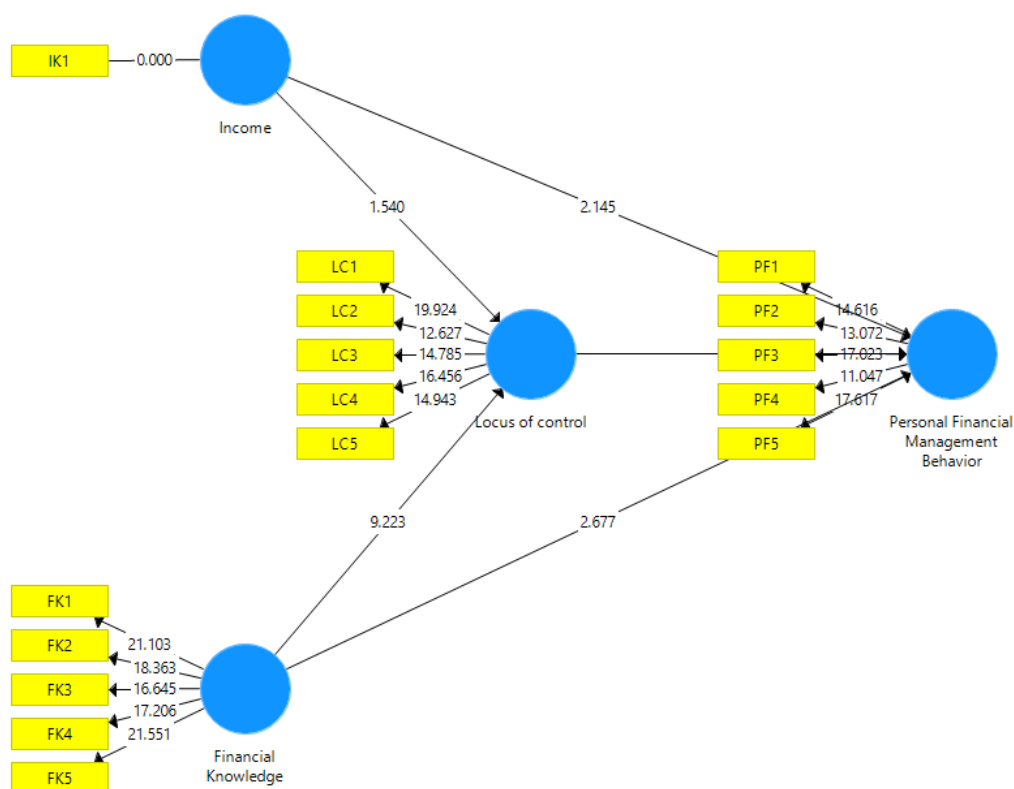 IK1
0.000
Income
1.540
2.145
LC1
LC2
LC3
LC4
LC5
19.924
12.627
14.785
16.456
14.943
Locus of control
PF1
PF2
PF3
PF4
PF5
14.616
13.072
17.023
11.047
17.617
Personal Financial
Management
Behavior
9.223
2.677
FK1
FK2
FK3
FK4
FK5
21.103
18.363
16.645
17.206
21.551
Financial
Knowledge